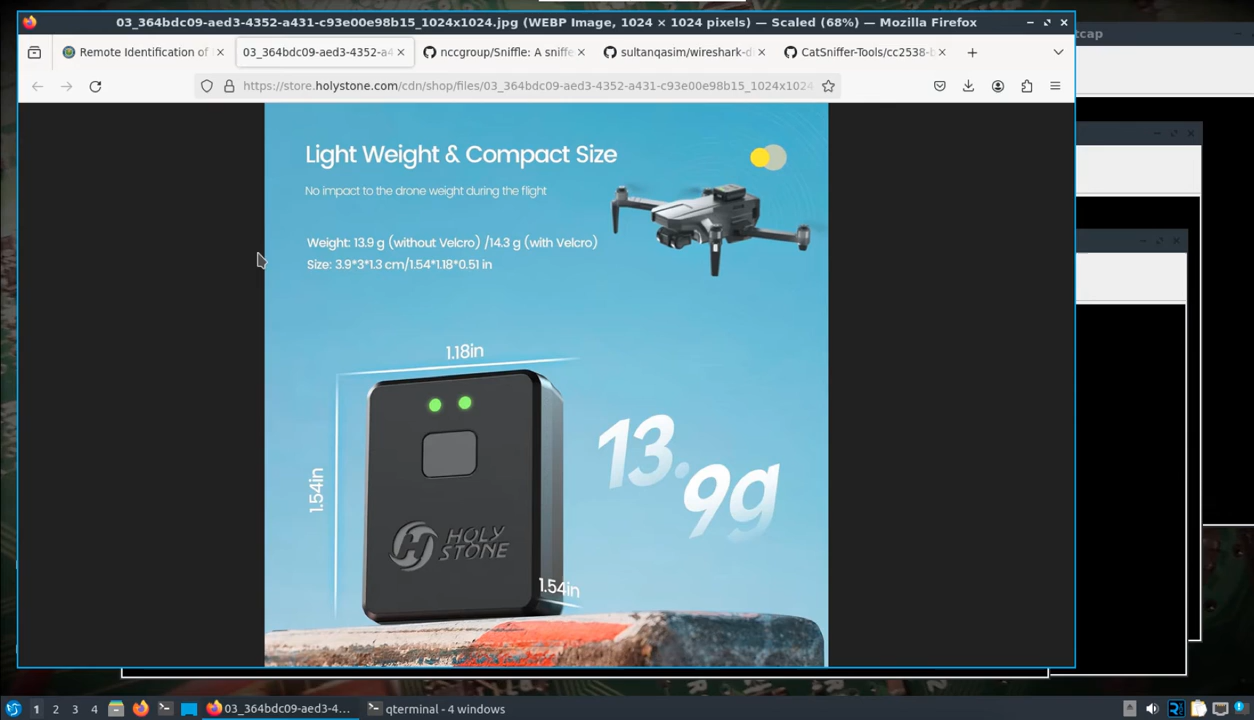 03_364bdc09-aed3-4352-a431-c93e00e98b15_1024x1024.jpg (WEBP Image, 1024 × 1024 pixels) — Scaled (68%) — Mozilla Firefox
Remote Identification of
03_364bdc09-aed3-4352-a4
nccgroup/Sniffle: A sniffe
sultanqasim/wireshark-d
CatSniffer-Tools/cc2538-b
https://store.holystone.com/cdn/shop/files/03_364bdc09-aed3-4352-a431-c93e00e98b15_1024x1024
Light Weight & Compact Size
No impact to the drone weight during the flight
Weight: 13.9 g (without Velcro) /14.3 g (with Velcro)
Size: 3.9*3*1.3 cm/1.54*1.18*0.51 in
1.18in
1.54in
13.9g
HOLY
STONE
1.54in
1 2 3 4
03_364bdc09-aed3-4...
qterminal - 4 windows